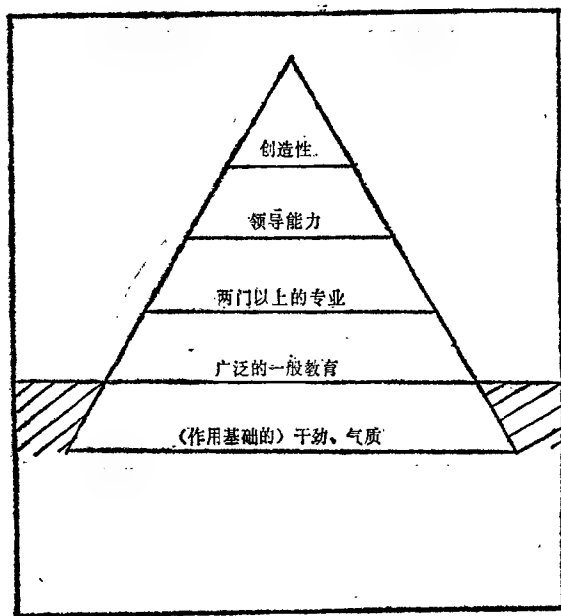 创造性
领导能力
两门以上的专业
广泛的一般教育
（作用基础的）干劲、气质